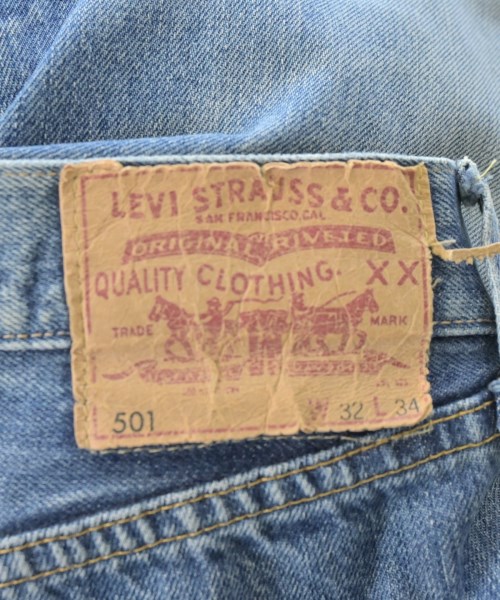 LEVI STRAUSS & CO.
SAN FRANCISCO, CAL
ORIGINAL RIVETED
QUALITY CLOTHING. XX
TRADE MARK
501 W 32 L 34